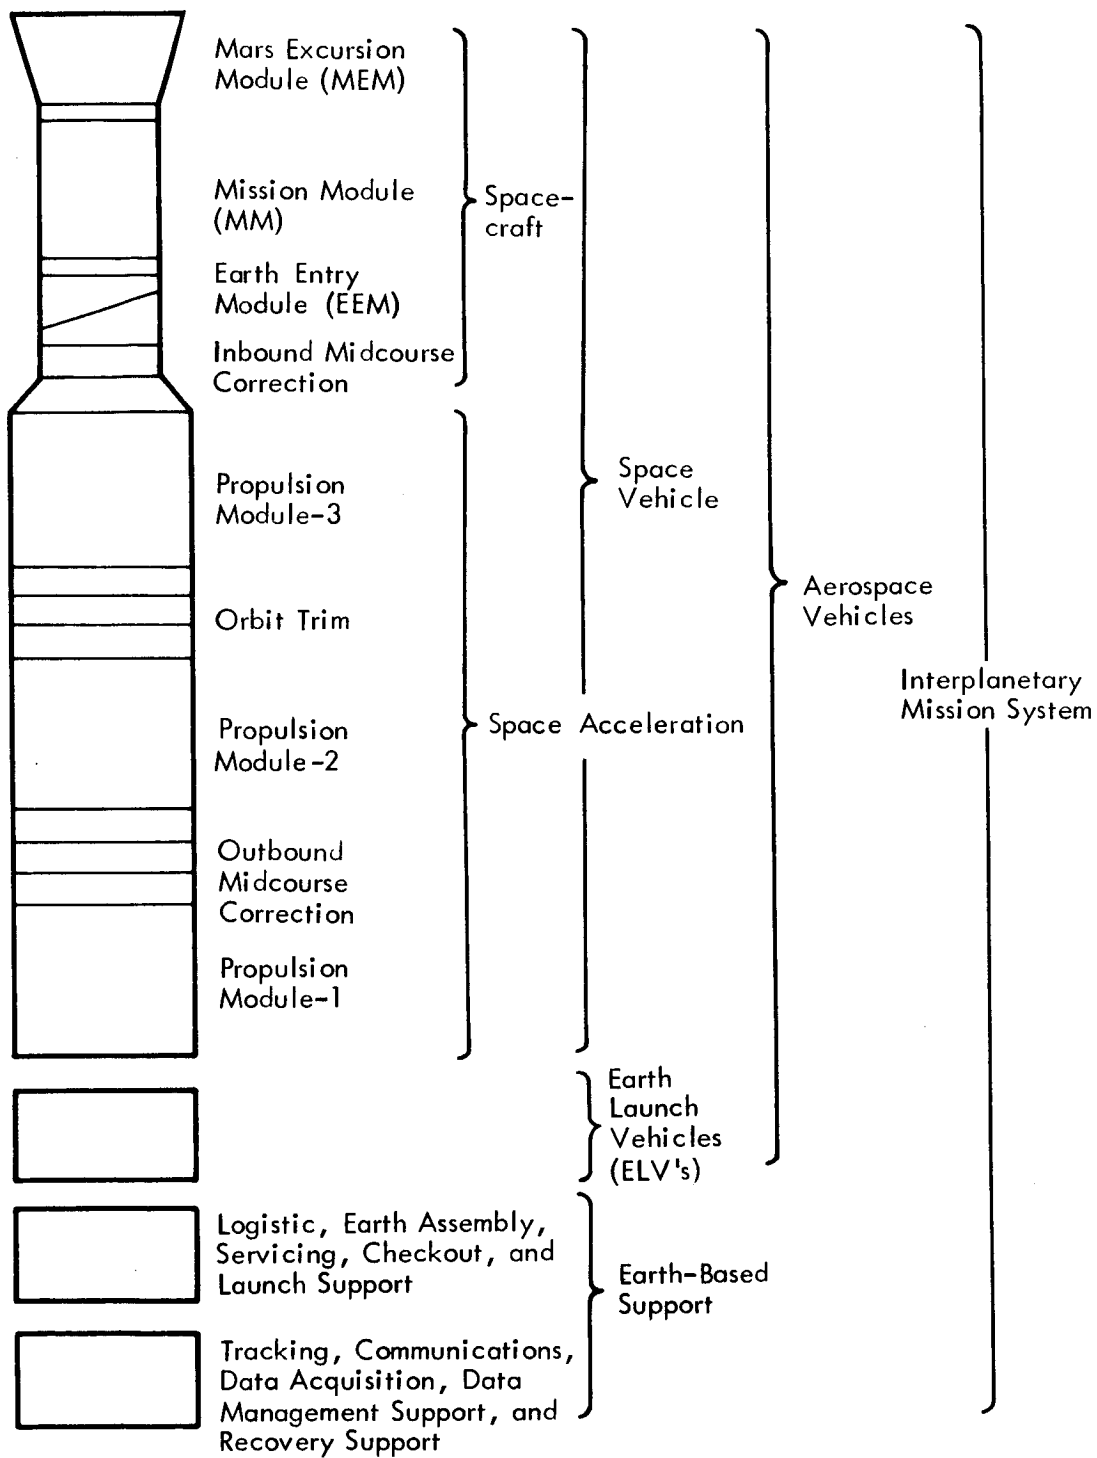 Mars Excursion
Module (MEM)
Mission Module
(MM)
Space-
craft
Earth Entry
Module (EEM)
Inbound Midcourse
Correction
Propulsion
Module-3
Space
Vehicle
Orbit Trim
Aerospace
Vehicles
Interplanetary
Mission System
Propulsion
Module-2
Space Acceleration
Outbound
Midcourse
Correction
Propulsion
Module-1
Earth
Launch
Vehicles
(ELV's)
Logistic, Earth Assembly,
Servicing, Checkout, and
Launch Support
Earth-Based
Support
Tracking, Communications,
Data Acquisition, Data
Management Support, and
Recovery Support